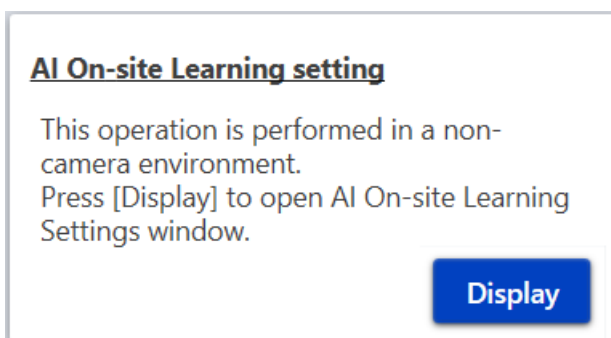 AI On-site Learning setting
This operation is performed in a non-
camera environment.
Press [Display] to open AI On-site Learning
Settings window.
Display